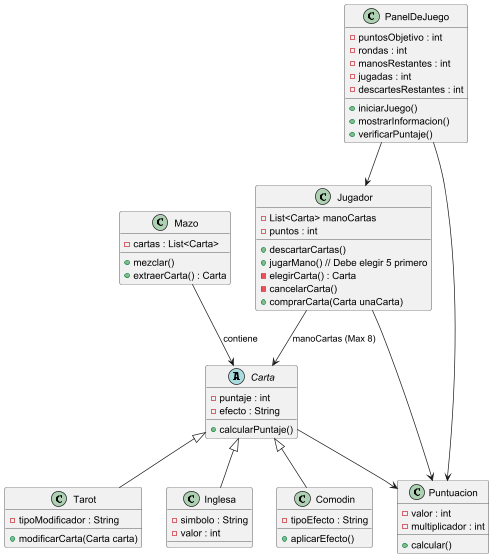 C PanelDeJuego
puntosObjetivo : int
rondas : int
manosRestantes : int
jugadas : int
descartesRestantes : int
iniciarJuego()
mostrarInformacion()
verificarPuntaje()
C Jugador
List<Carta> manoCartas
puntos : int
descartarCartas()
jugarMano() // Debe elegir 5 primero
elegirCarta() : Carta
cancelarCarta()
comprarCarta(Carta unaCarta)
C Mazo
cartas : List<Carta>
mezclar()
extraerCarta() : Carta
contiene
manoCartas (Max 8)
A Carta
puntaje : int
efecto : String
calcularPuntaje()
C Tarot
tipoModificador : String
modificarCarta(Carta carta)
C Inglesa
simbolo : String
valor : int
C Comodin
tipoEfecto : String
aplicarEfecto()
C Puntuacion
valor : int
multiplicador : int
calcular()